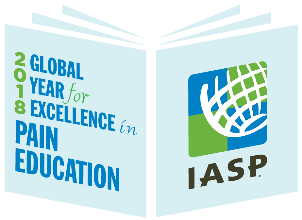 2018
GLOBAL
YEAR for
EXCELLENCE in
PAIN
EDUCATION
IASP